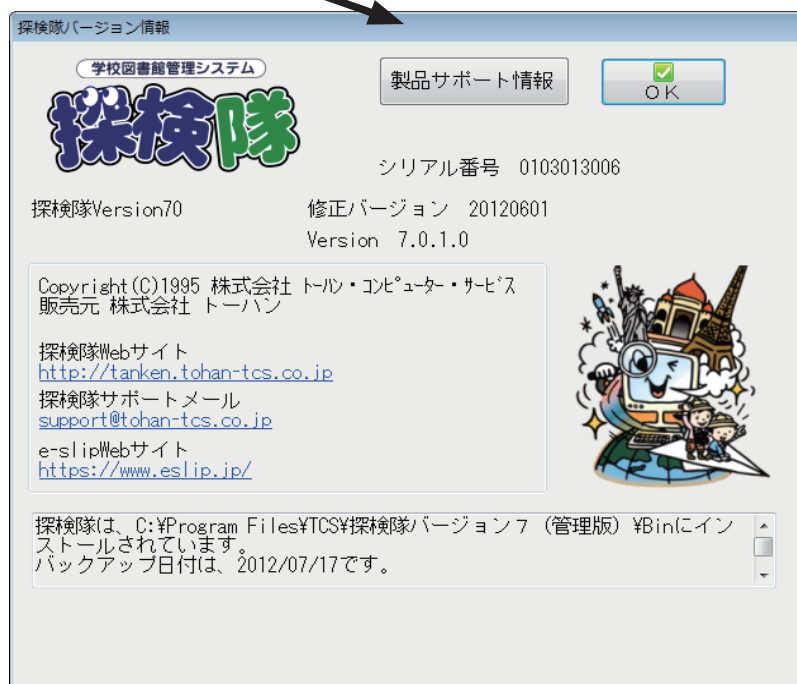 探検隊バージョン情報
学校図書館管理システム
探検隊
製品サポート情報
OK
シリアル番号 0103013006
探検隊Version70
修正バージョン 20120601
Version 7.0.1.0
Copyright(C)1995 株式会社 ﾄｰﾊﾝ・ｺﾝﾋﾟｭｰﾀｰ・ｻｰﾋﾞｽ
販売元 株式会社 トーハン
探検隊Webサイト
http://tanken.tohan-tcs.co.jp
探検隊サポートメール
support@tohan-tcs.co.jp
e-slipWebサイト
https://www.eslip.jp/
探検隊は、C:¥Program Files¥TCS¥探検隊バージョン７（管理版）¥Binにイン
ストールされています。
バックアップ日付は、2012/07/17です。